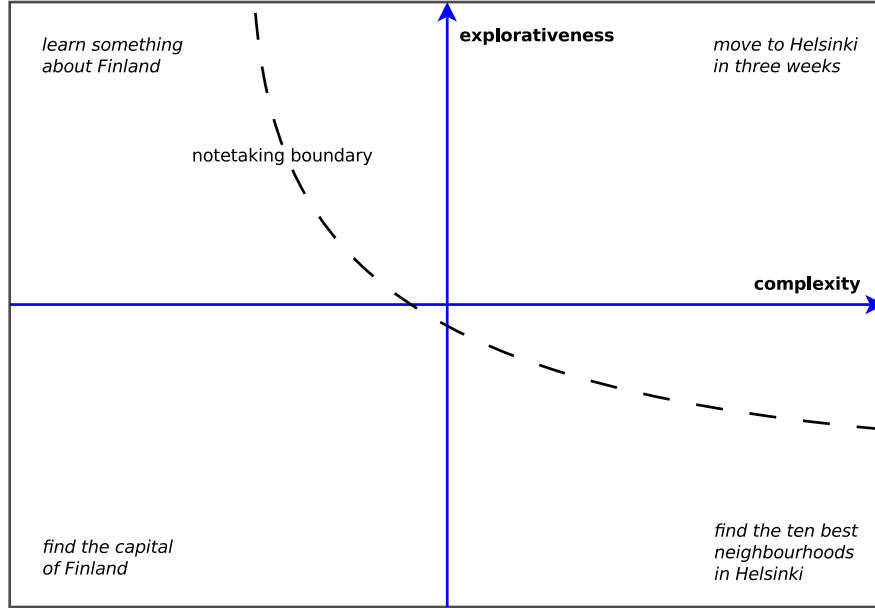 learn something
about Finland
explorativeness
move to Helsinki
in three weeks
notetaking boundary
complexity
find the capital
of Finland
find the ten best
neighbourhoods
in Helsinki